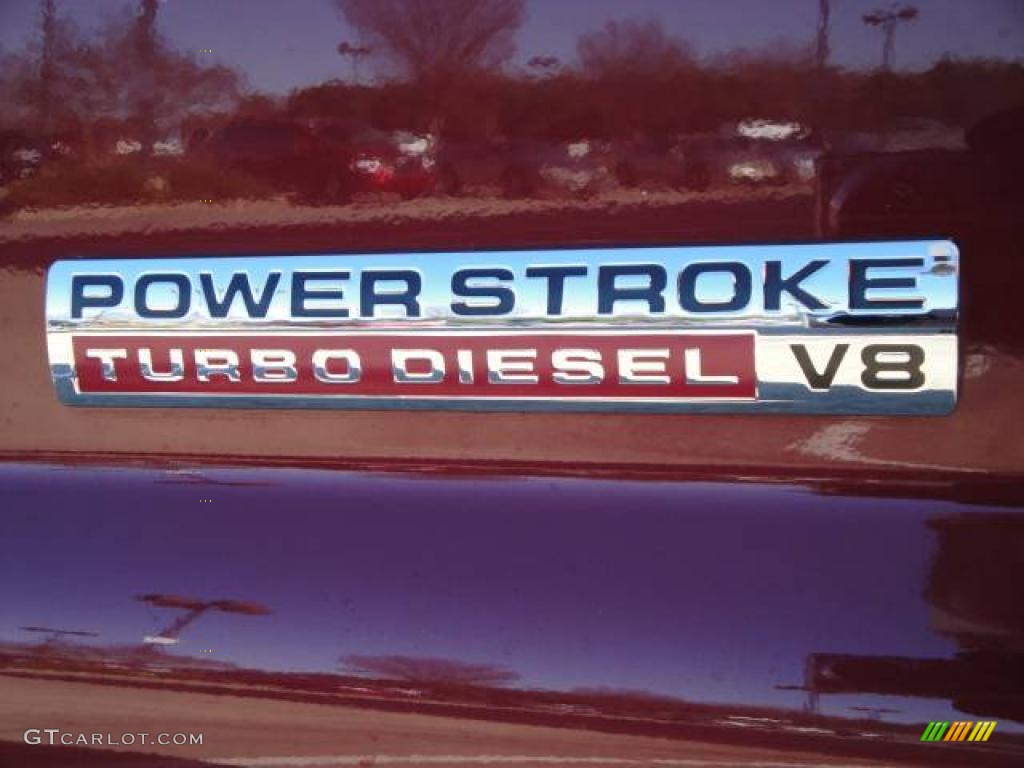 POWER STROKE
TURBO DIESEL V8
GTCARLOT.COM